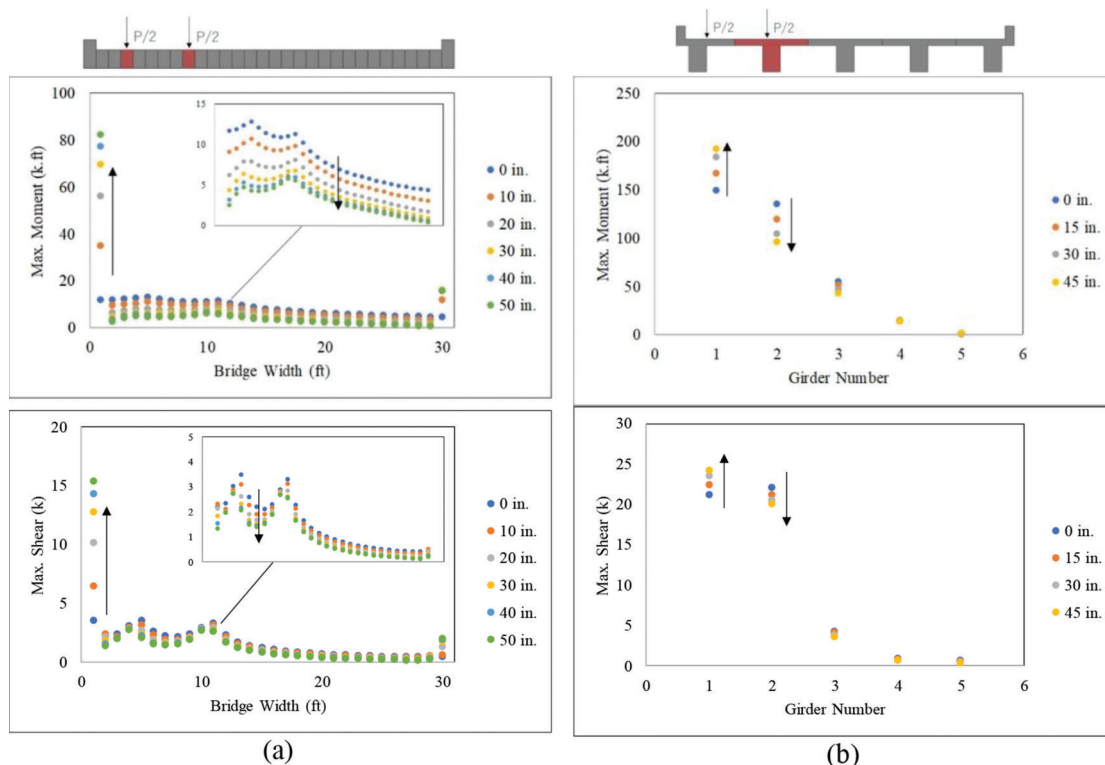 P/2 P/2
Max. Moment (k.ft)
100
80
60
40
20
0
0 10 20 30
Bridge Width (ft)
15
10
5
0
0 in.
10 in.
20 in.
30 in.
40 in.
50 in.
Max. Shear (k)
20
15
10
5
0
0 10 20 30
Bridge Width (ft)
5
4
3
2
1
0
0 in.
10 in.
20 in.
30 in.
40 in.
50 in.
(a)
P/2 P/2
Max. Moment (k.ft)
250
200
150
100
50
0
0 1 2 3 4 5 6
Girder Number
0 in.
15 in.
30 in.
45 in.
Max. Shear (k)
30
25
20
15
10
5
0
0 1 2 3 4 5 6
Girder Number
0 in.
15 in.
30 in.
45 in.
(b)